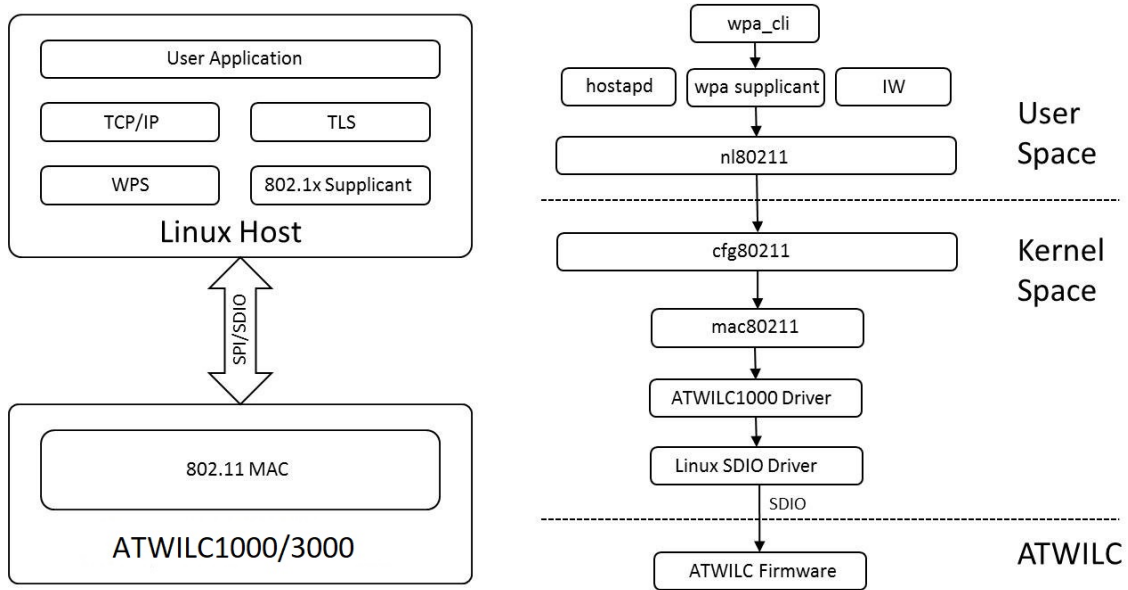 User Application
TCP/IP
TLS
WPS
802.1x Supplicant
Linux Host
SPI/SDIO
802.11 MAC
ATWILC1000/3000
wpa_cli
hostapd
wpa supplicant
IW
nl80211
User
Space
cfg80211
Kernel
Space
mac80211
ATWILC1000 Driver
Linux SDIO Driver
SDIO
ATWILC
ATWILC Firmware